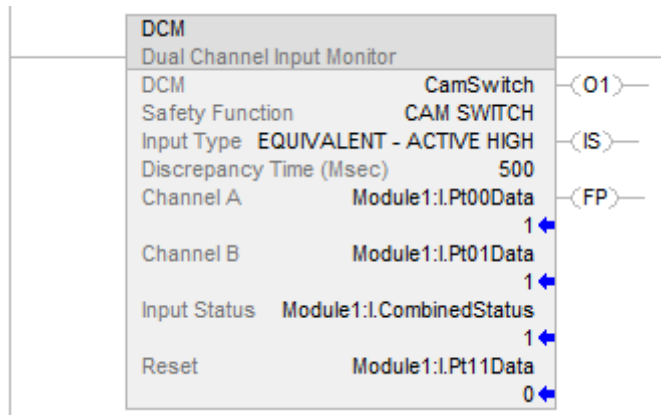 DCM
Dual Channel Input Monitor
DCM CamSwitch (O1)
Safety Function CAM SWITCH
Input Type EQUIVALENT - ACTIVE HIGH (IS)
Discrepancy Time (Msec) 500
Channel A Module1:I.Pt00Data (FP)
1
Channel B Module1:I.Pt01Data
1
Input Status Module1:I.CombinedStatus
1
Reset Module1:I.Pt11Data
0